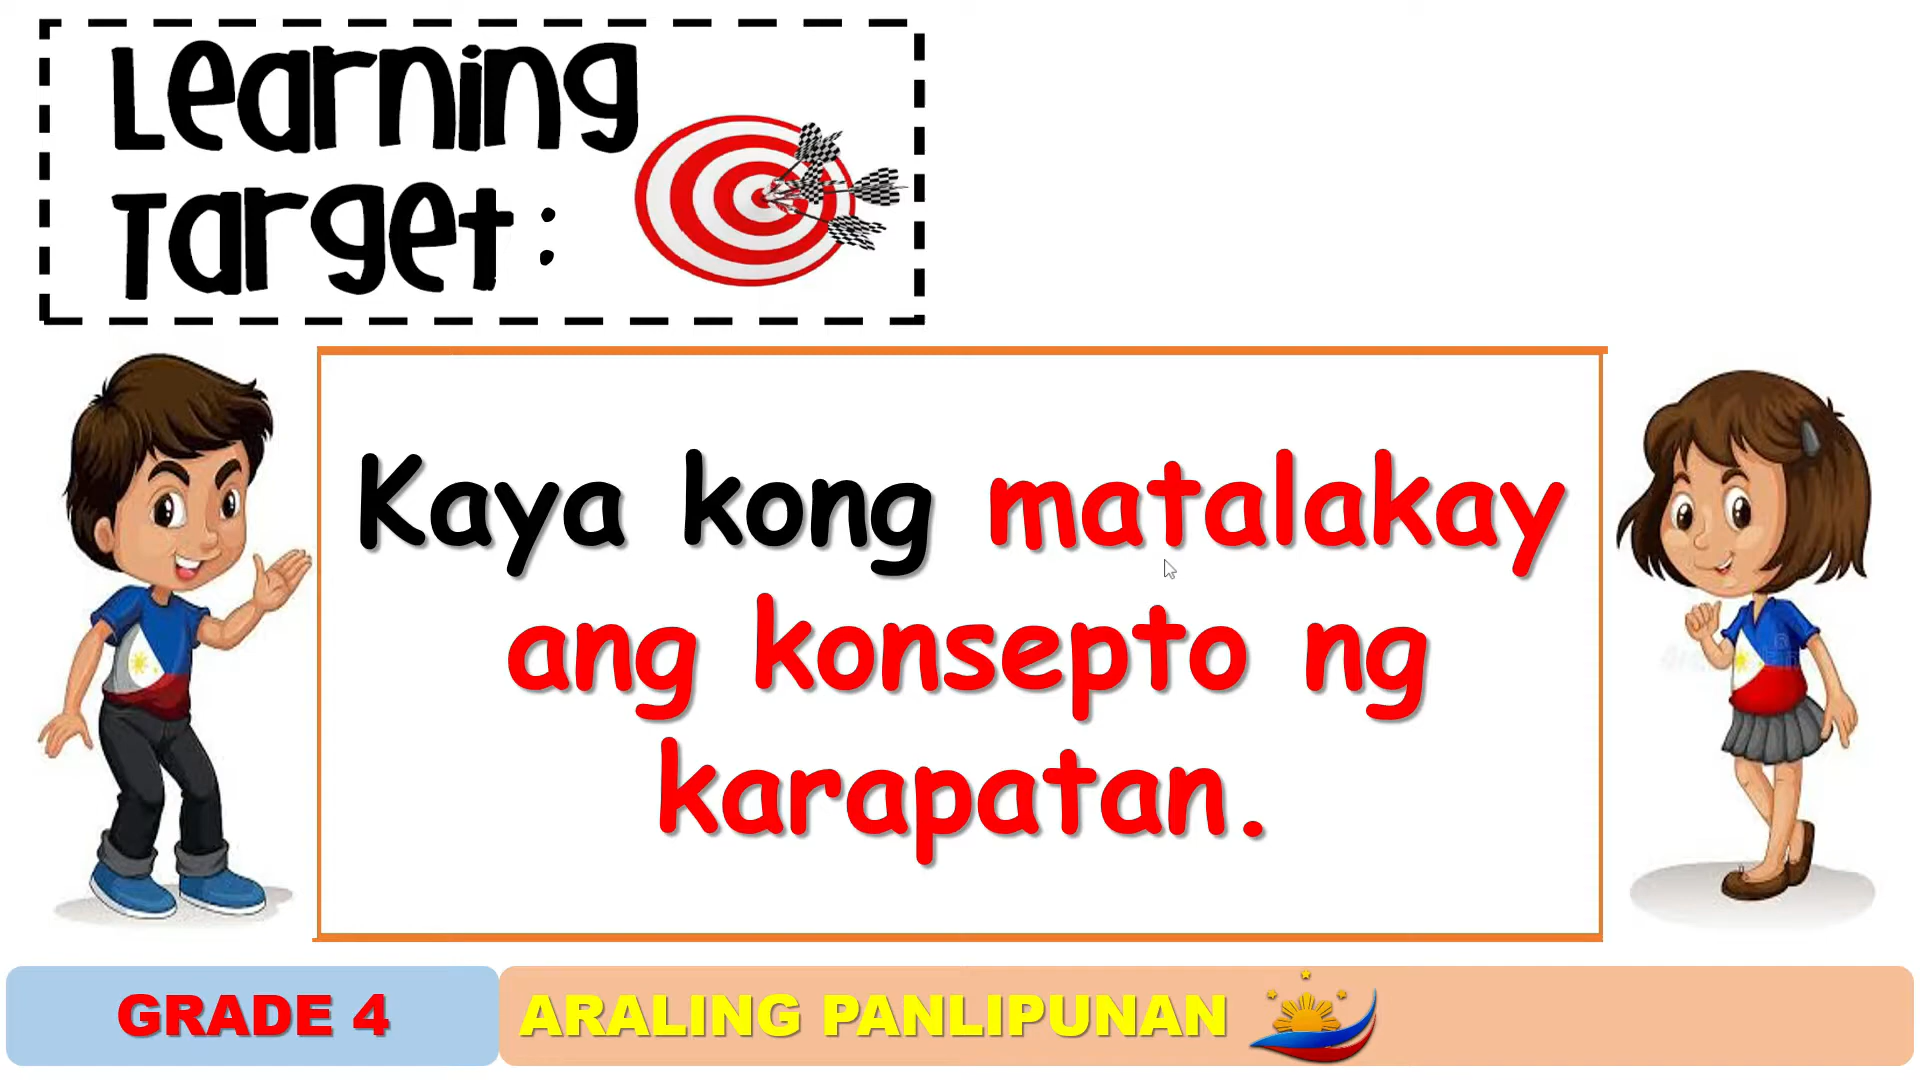 Learning
Target:
Kaya kong matalakay
ang konsepto ng
karapatan.
GRADE 4
ARALING PANLIPUNAN